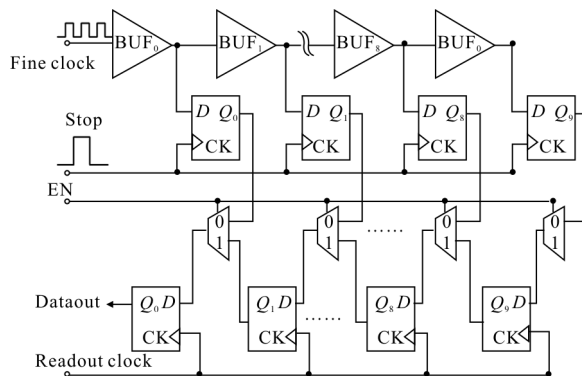 BUF₀ BUF₁ BUF₈ BUF₀
Fine clock
D Q₀ D Q₁ D Q₈ D Q₉
Stop
CK CK CK CK
EN
0 0 0 0
1 1 1 1
......
Dataout
Q₀ D Q₁ D Q₈ D Q₉ D
......
CK CK CK CK
Readout clock